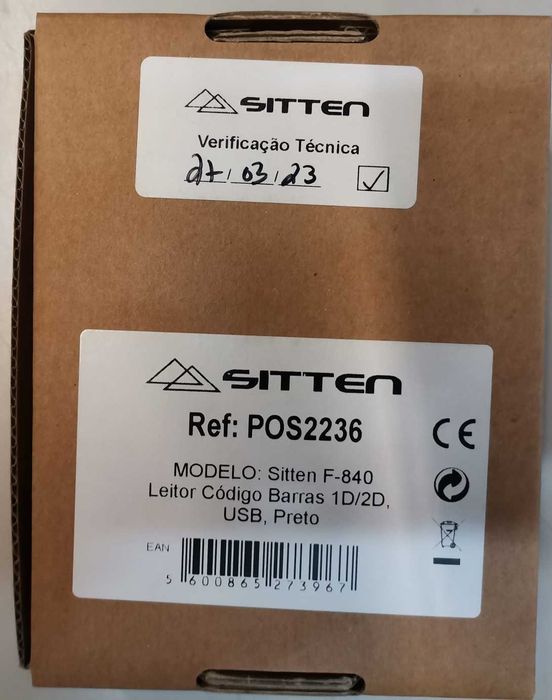 SITTEN
Verificação Técnica
27/03/23
SITTEN
Ref: POS2236
CE
MODELO: Sitten F-840
Leitor Código Barras 1D/2D,
USB, Preto
EAN
5 600865 273967